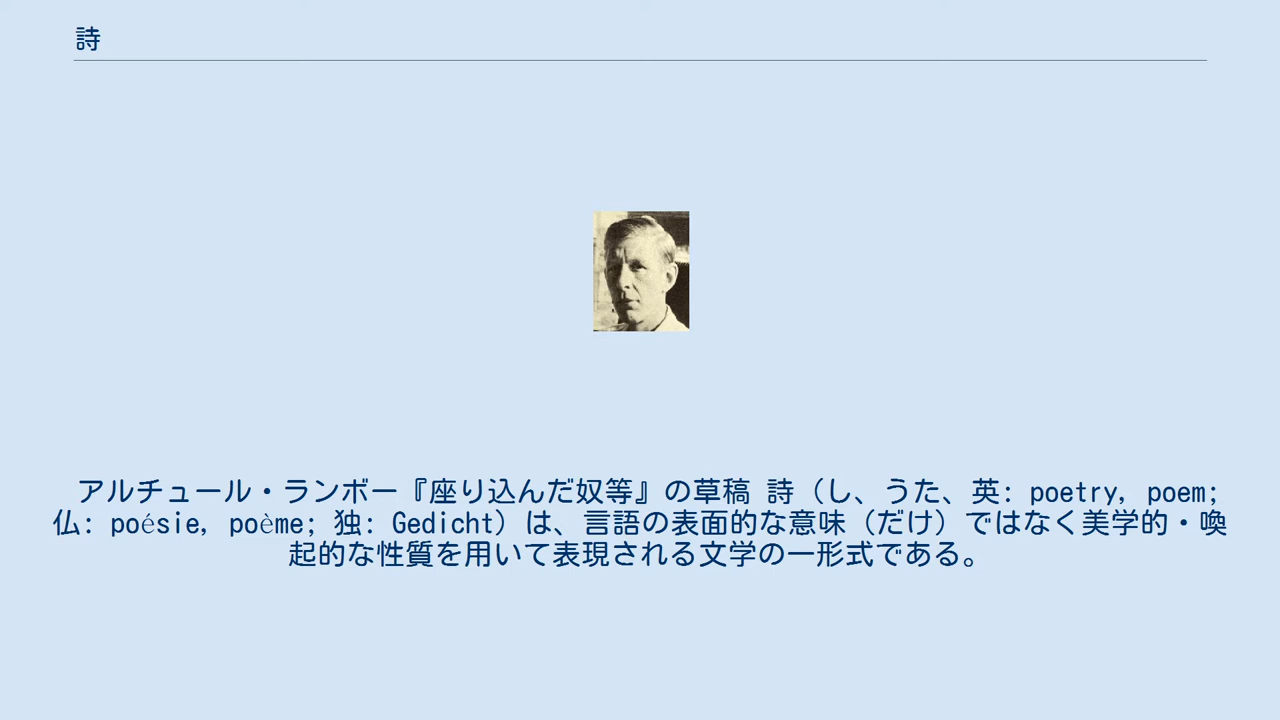 詩
アルチュール・ランボー『座り込んだ奴等』の草稿 詩（し、うた、英: poetry, poem;
仏: poésie, poème; 独: Gedicht）は、言語の表面的な意味（だけ）ではなく美学的・喚
起的な性質を用いて表現される文学の一形式である。